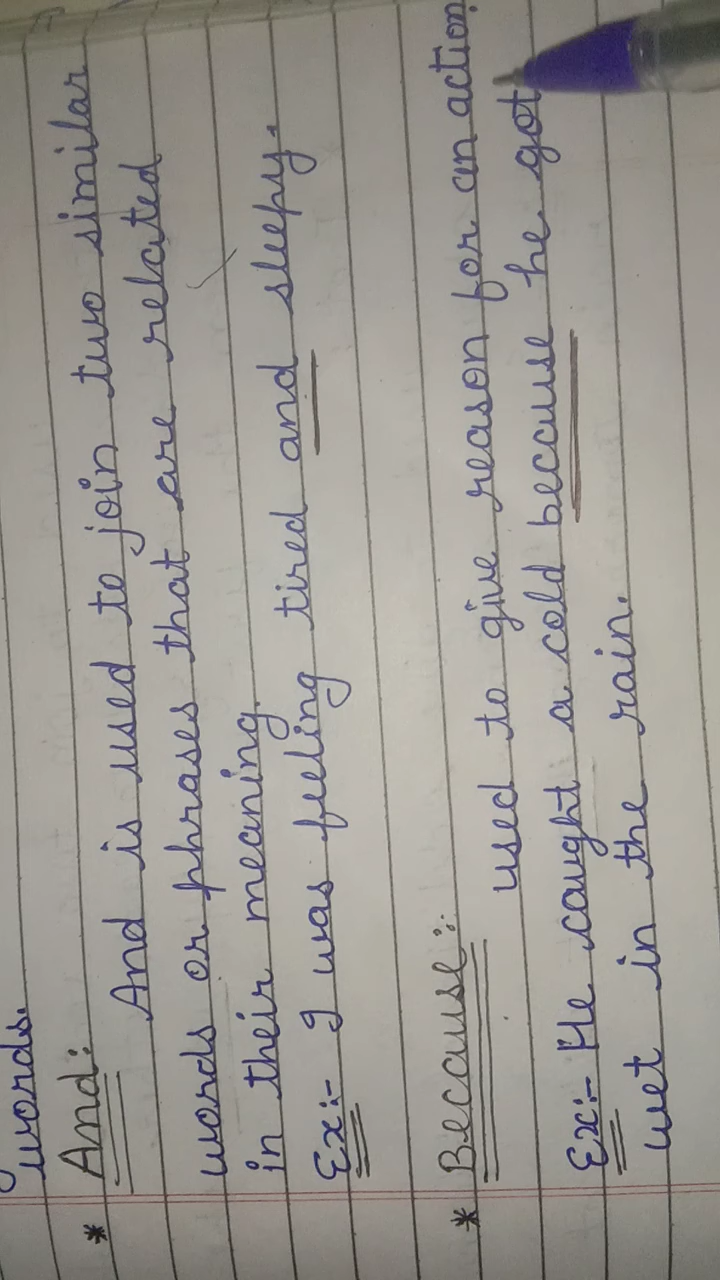 words.
* And:
And is used to join two similar
words or phrases that are related
in their meaning.
Ex:- I was feeling tired and sleepy.
* Because:
used to give reason for an action
Ex:- He caught a cold because he got
wet in the rain.